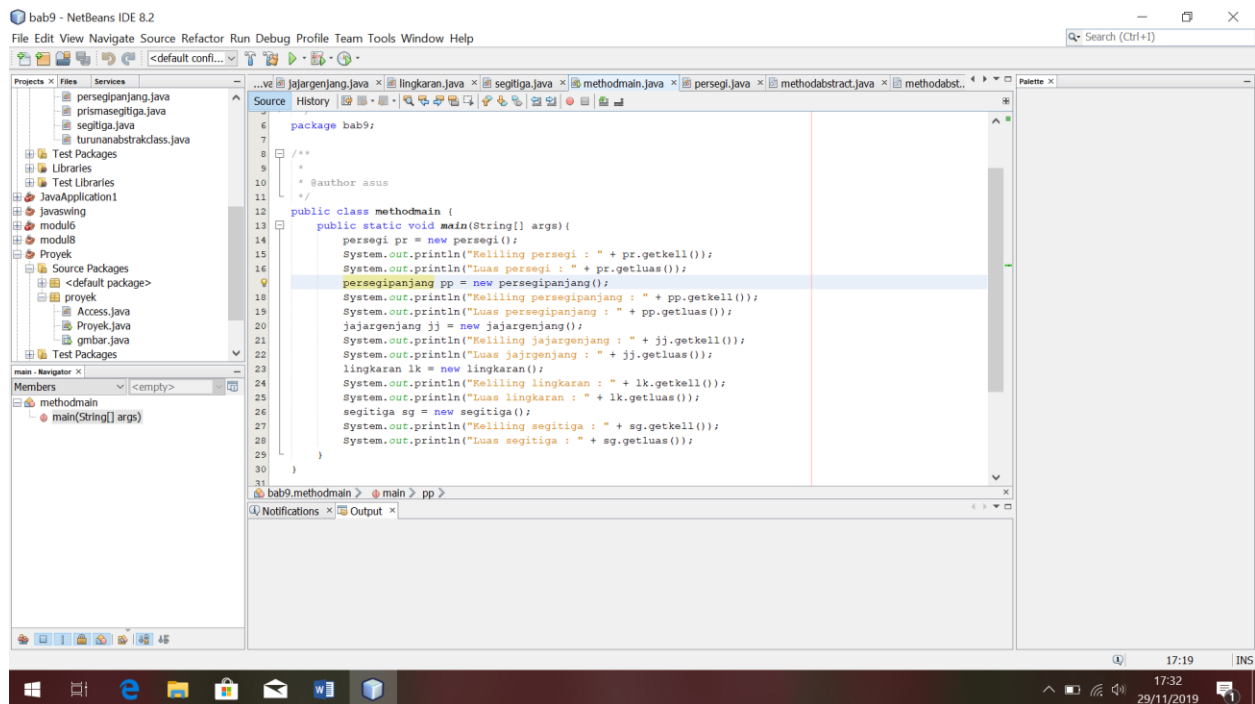 bab9 - NetBeans IDE 8.2
File Edit View Navigate Source Refactor Run Debug Profile Team Tools Window Help
Search (Ctrl+I)
<default confi...
Projects Files Services
...va jajargenjang.java lingkaran.java segitiga.java methodmain.java persegi.java methodabstract.java methodabst..
Palette
persegipanjang.java
prismasegitiga.java
segitiga.java
turunanabstrakclass.java
Test Packages
Libraries
Test Libraries
JavaApplication1
javaswing
modul6
modul8
Proyek
Source Packages
<default package>
proyek
Access.java
Proyek.java
gmbar.java
Test Packages
main - Navigator
Members <empty>
methodmain
main(String[] args)
Source History
6 package bab9;
7
8 /**
9 *
10 * @author asus
11 */
12 public class methodmain {
13 public static void main(String[] args){
14 persegi pr = new persegi();
15 System.out.println("Keliling persegi : " + pr.getkell());
16 System.out.println("Luas persegi : " + pr.getluas());
persegipanjang pp = new persegipanjang();
18 System.out.println("Keliling persegipanjang : " + pp.getkell());
19 System.out.println("Luas persegipanjang : " + pp.getluas());
20 jajargenjang jj = new jajargenjang();
21 System.out.println("Keliling jajargenjang : " + jj.getkell());
22 System.out.println("Luas jajrgenjang : " + jj.getluas());
23 lingkaran lk = new lingkaran();
24 System.out.println("Keliling lingkaran : " + lk.getkell());
25 System.out.println("Luas lingkaran : " + lk.getluas());
26 segitiga sg = new segitiga();
27 System.out.println("Keliling segitiga : " + sg.getkell());
28 System.out.println("Luas segitiga : " + sg.getluas());
29 }
30 }
31
bab9.methodmain main pp
Notifications Output
17:19 INS
17:32
29/11/2019